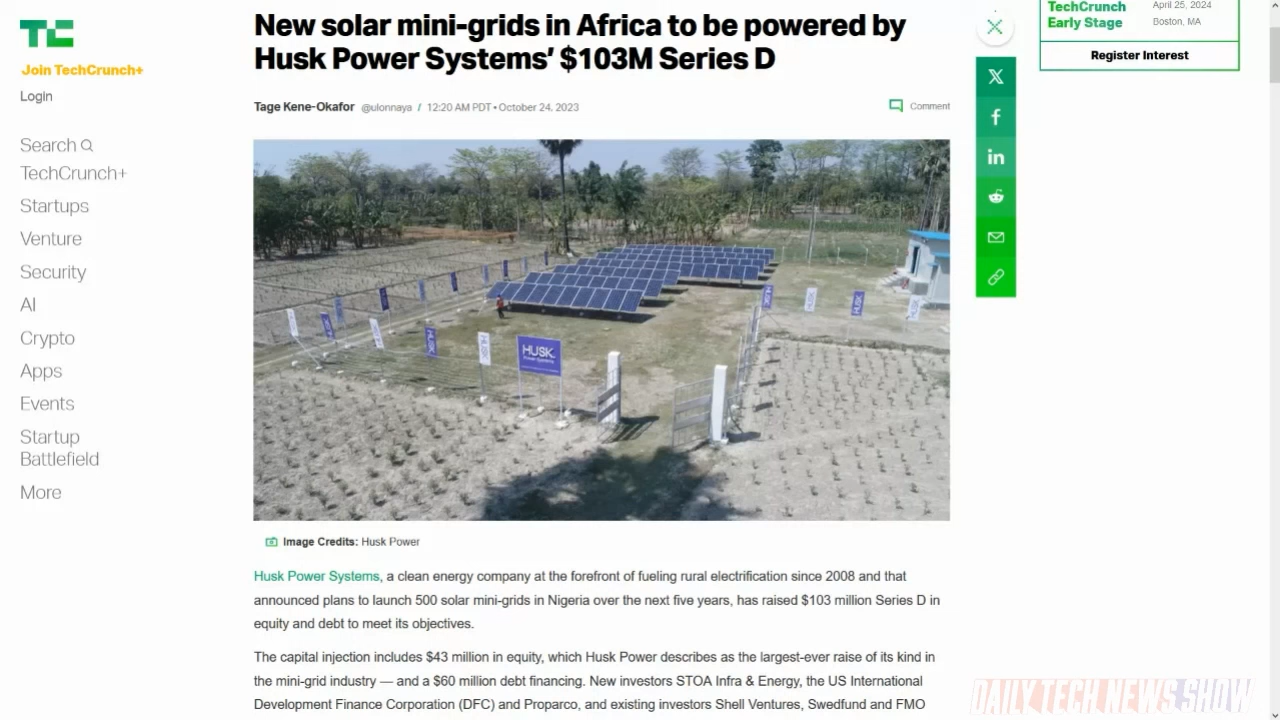 TC
Join TechCrunch+
Login
Search
TechCrunch+
Startups
Venture
Security
AI
Crypto
Apps
Events
Startup
Battlefield
More
New solar mini-grids in Africa to be powered by
Husk Power Systems’ $103M Series D
Tage Kene-Okafor @ulonnaya / 12:20 AM PDT • October 24, 2023
Comment
HUSK
Power Systems
HUSK
HUSK
HUSK
Image Credits: Husk Power
Husk Power Systems, a clean energy company at the forefront of fueling rural electrification since 2008 and that
announced plans to launch 500 solar mini-grids in Nigeria over the next five years, has raised $103 million Series D in
equity and debt to meet its objectives.
The capital injection includes $43 million in equity, which Husk Power describes as the largest-ever raise of its kind in
the mini-grid industry — and a $60 million debt financing. New investors STOA Infra & Energy, the US International
Development Finance Corporation (DFC) and Proparco, and existing investors Shell Ventures, Swedfund and FMO
X
f
in
TechCrunch
Early Stage
April 25, 2024
Boston, MA
Register Interest
DAILY TECH NEWS SHOW